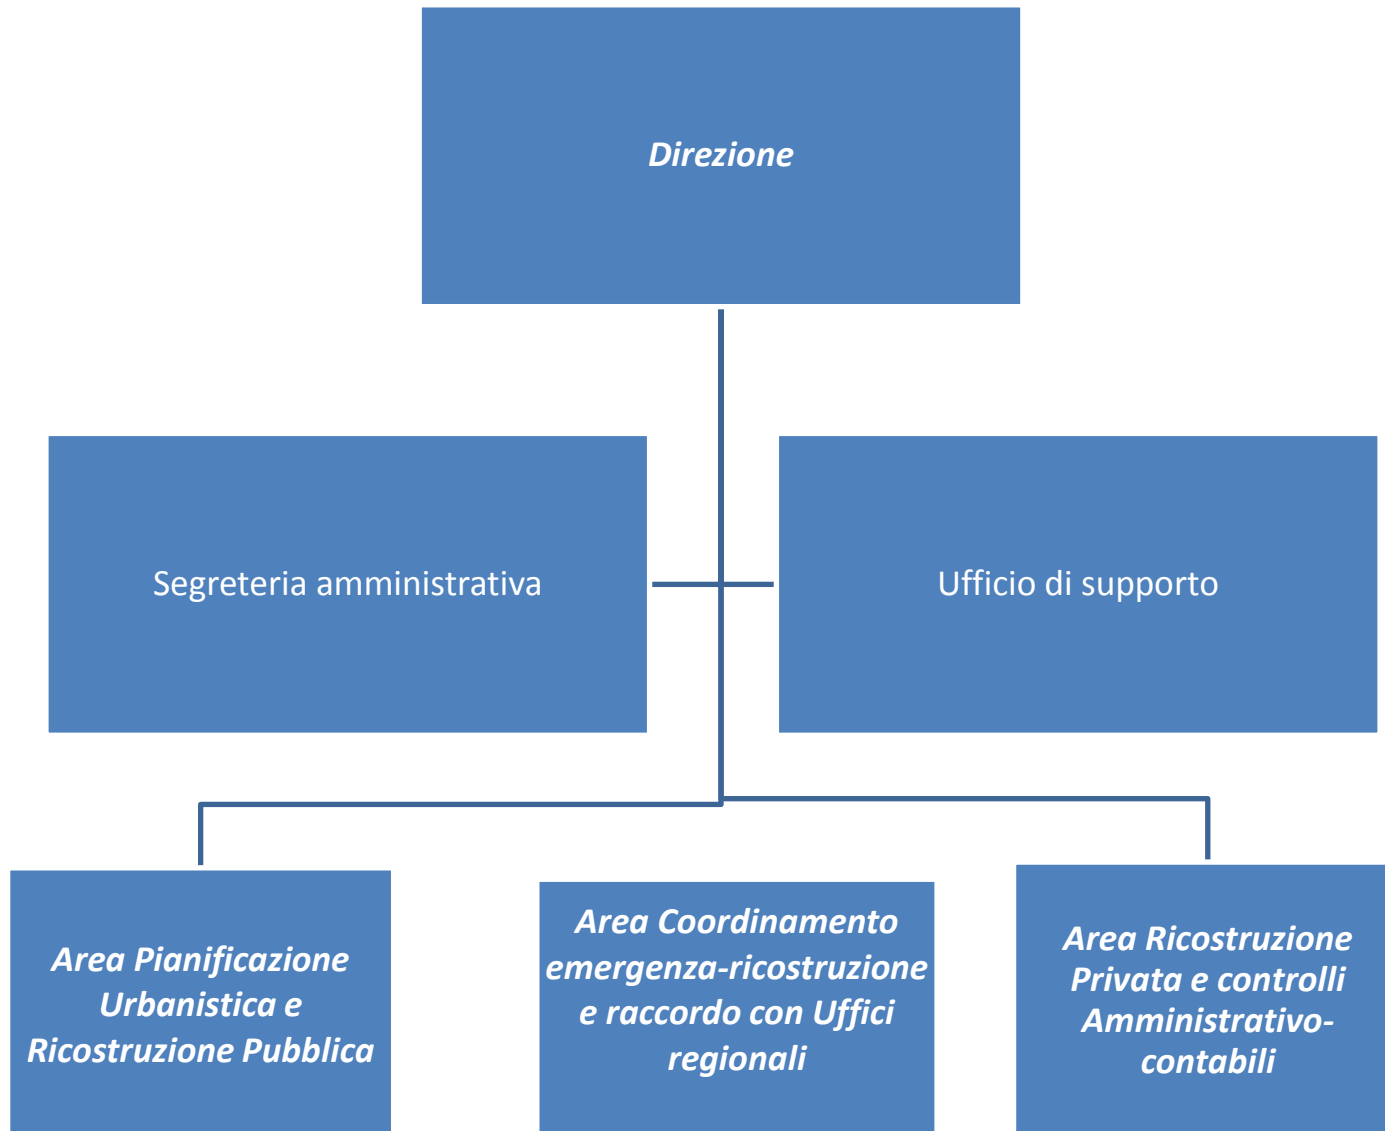 Direzione
Segreteria amministrativa
Ufficio di supporto
Area Pianificazione
Urbanistica e
Ricostruzione Pubblica
Area Coordinamento
emergenza-ricostruzione
e raccordo con Uffici
regionali
Area Ricostruzione
Privata e controlli
Amministrativo-
contabili